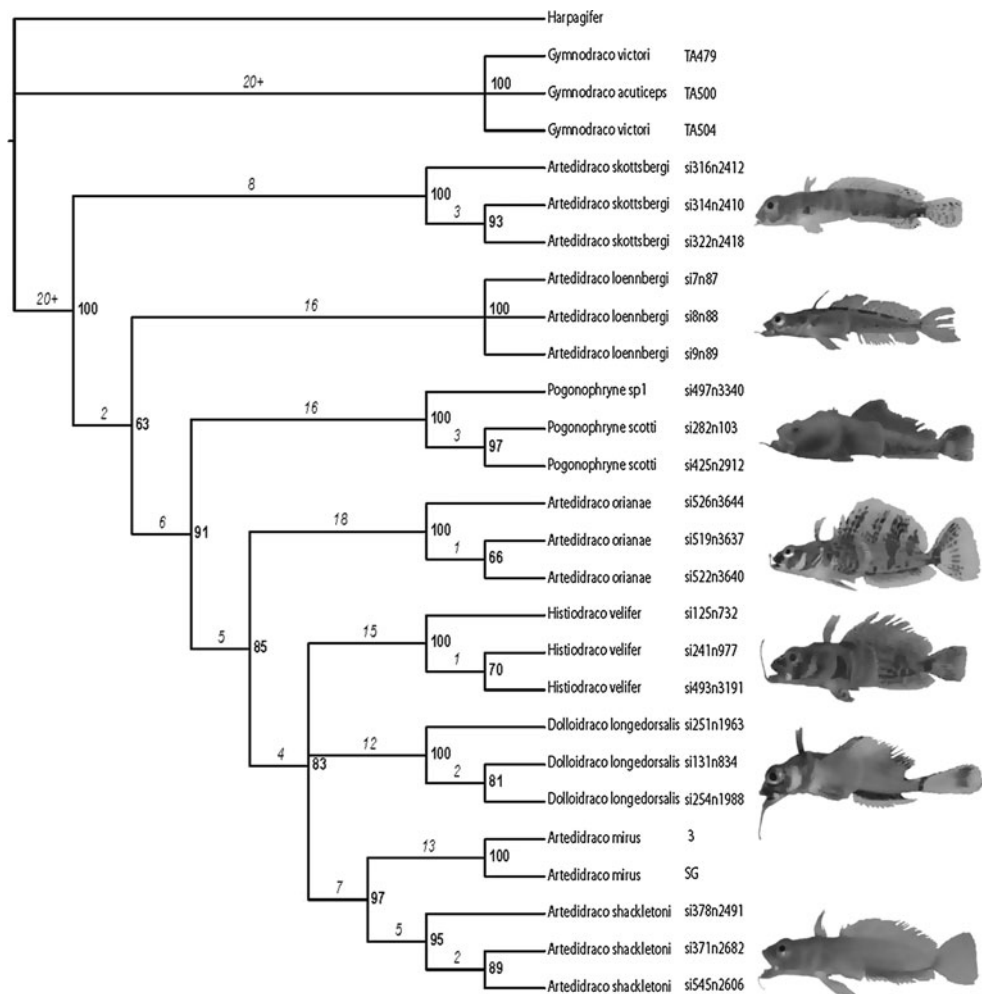 Harpagifer
Gymnodraco victori TA479
20+
100
Gymnodraco acuticeps TA500
Gymnodraco victori TA504
Artedidraco skottsbergi si316n2412
8
100
Artedidraco skottsbergi si314n2410
3
93
Artedidraco skottsbergi si322n2418
Artedidraco loennbergi si7n87
20+
100
16
100
Artedidraco loennbergi si8n88
Artedidraco loennbergi si9n89
Pogonophryne sp1 si497n3340
2
63
16
100
Pogonophryne scotti si282n103
3
97
Pogonophryne scotti si425n2912
Artedidraco orianae si526n3644
6
91
18
100
Artedidraco orianae si519n3637
1
66
Artedidraco orianae si522n3640
Histiodraco velifer si125n732
5
85
15
100
Histiodraco velifer si241n977
1
70
Histiodraco velifer si493n3191
Dolloidraco longedorsalis si251n1963
4
83
12
100
Dolloidraco longedorsalis si131n834
2
81
Dolloidraco longedorsalis si254n1988
Artedidraco mirus 3
13
100
Artedidraco mirus SG
7
97
Artedidraco shackletoni si378n2491
5
95
Artedidraco shackletoni si371n2682
2
89
Artedidraco shackletoni si545n2606